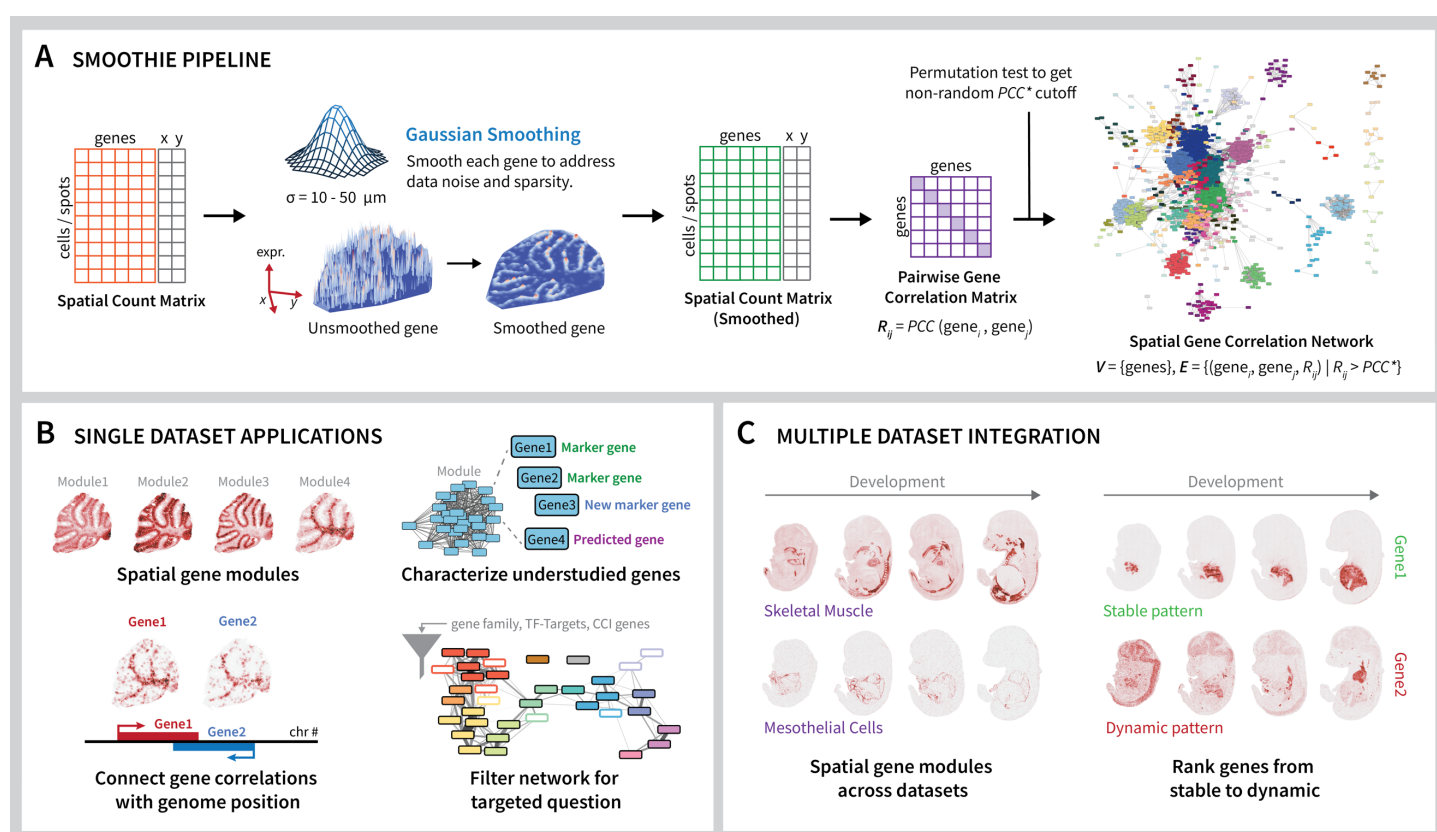 A SMOOTHIE PIPELINE
genes x y
cells / spots
Spatial Count Matrix
σ = 10 - 50 μm
Gaussian Smoothing
Smooth each gene to address
data noise and sparsity.
expr.
x
y
Unsmoothed gene
Smoothed gene
genes x y
cells / spots
Spatial Count Matrix
(Smoothed)
genes
genes
Pairwise Gene
Correlation Matrix
Rij = PCC (genei , genej)
Permutation test to get
non-random PCC* cutoff
Spatial Gene Correlation Network
V = {genes}, E = {(genei, genej, Rij) | Rij > PCC*}
B SINGLE DATASET APPLICATIONS
Module1 Module2 Module3 Module4
Spatial gene modules
Module
Gene1 Marker gene
Gene2 Marker gene
Gene3 New marker gene
Gene4 Predicted gene
Characterize understudied genes
Gene1 Gene2
Gene1
Gene2
chr #
Connect gene correlations
with genome position
gene family, TF-Targets, CCI genes
Filter network for
targeted question
C MULTIPLE DATASET INTEGRATION
Development
Skeletal Muscle
Mesothelial Cells
Spatial gene modules
across datasets
Development
Gene1
Stable pattern
Gene2
Dynamic pattern
Rank genes from
stable to dynamic